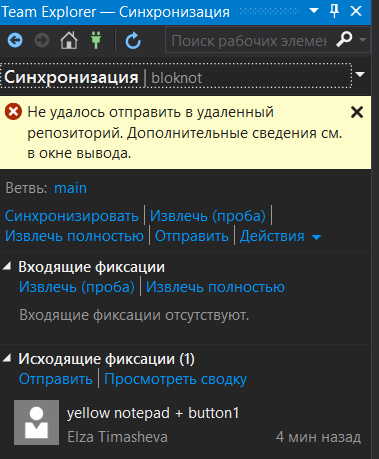 Team Explorer — Синхронизация
Поиск рабочих элемен
Синхронизация | bloknot
Не удалось отправить в удаленный
репозиторий. Дополнительные сведения см.
в окне вывода.
Ветвь: main
Синхронизировать | Извлечь (проба) |
Извлечь полностью | Отправить | Действия
Входящие фиксации
Извлечь (проба) | Извлечь полностью
Входящие фиксации отсутствуют.
Исходящие фиксации (1)
Отправить | Просмотреть сводку
yellow notepad + button1
Elza Timasheva 4 мин назад